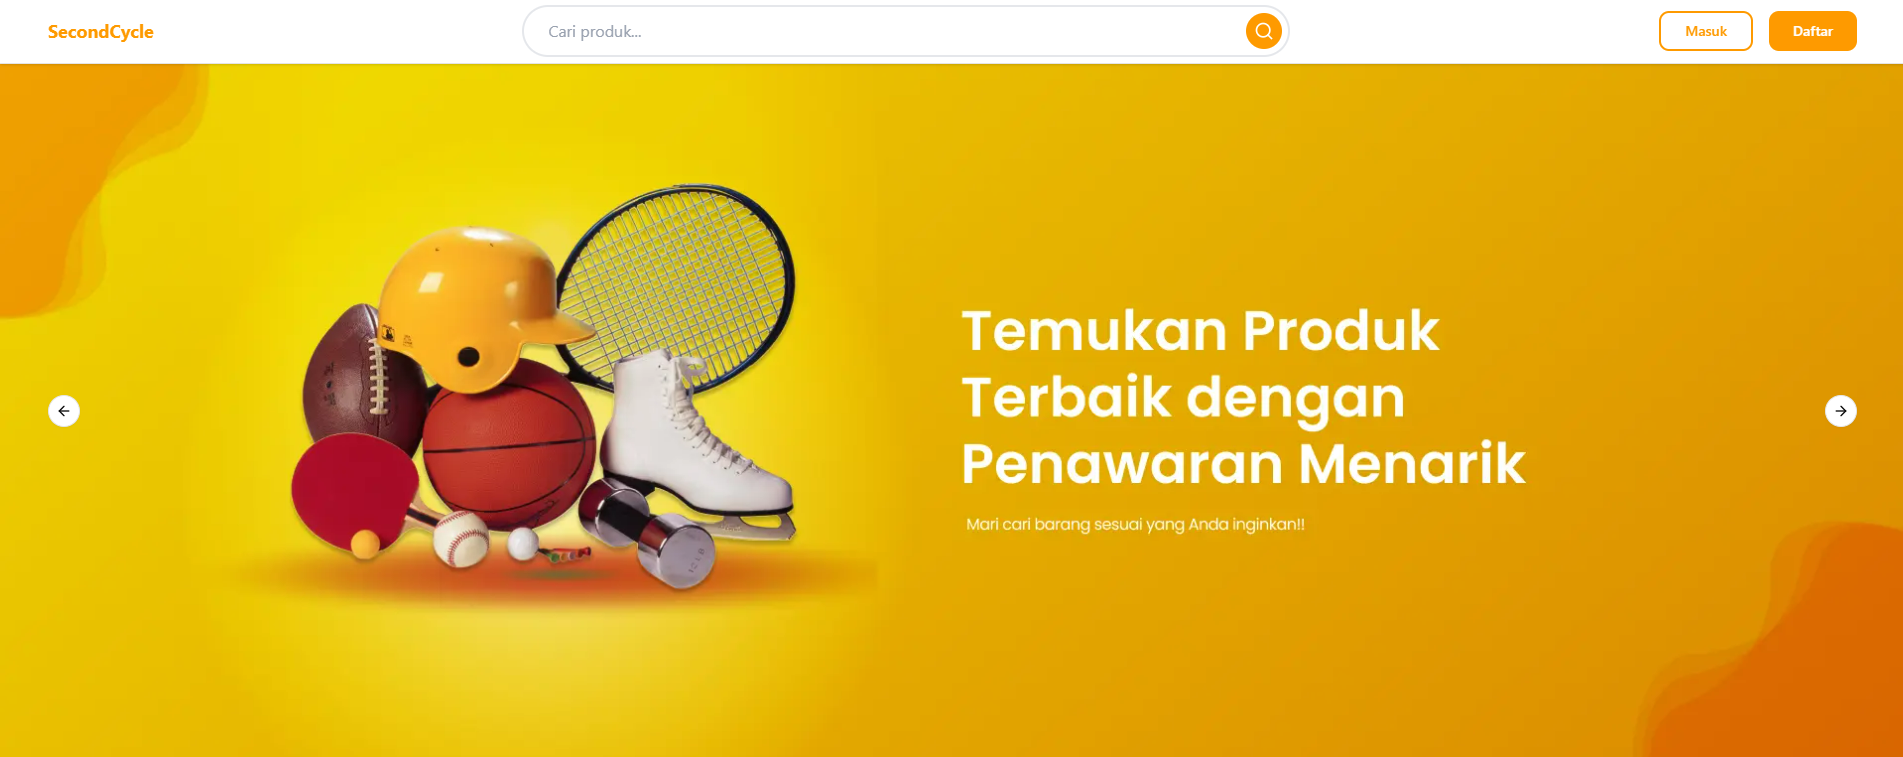 SecondCycle
Cari produk...
Masuk
Daftar
Temukan Produk
Terbaik dengan
Penawaran Menarik
Mari cari barang sesuai yang Anda inginkan!!